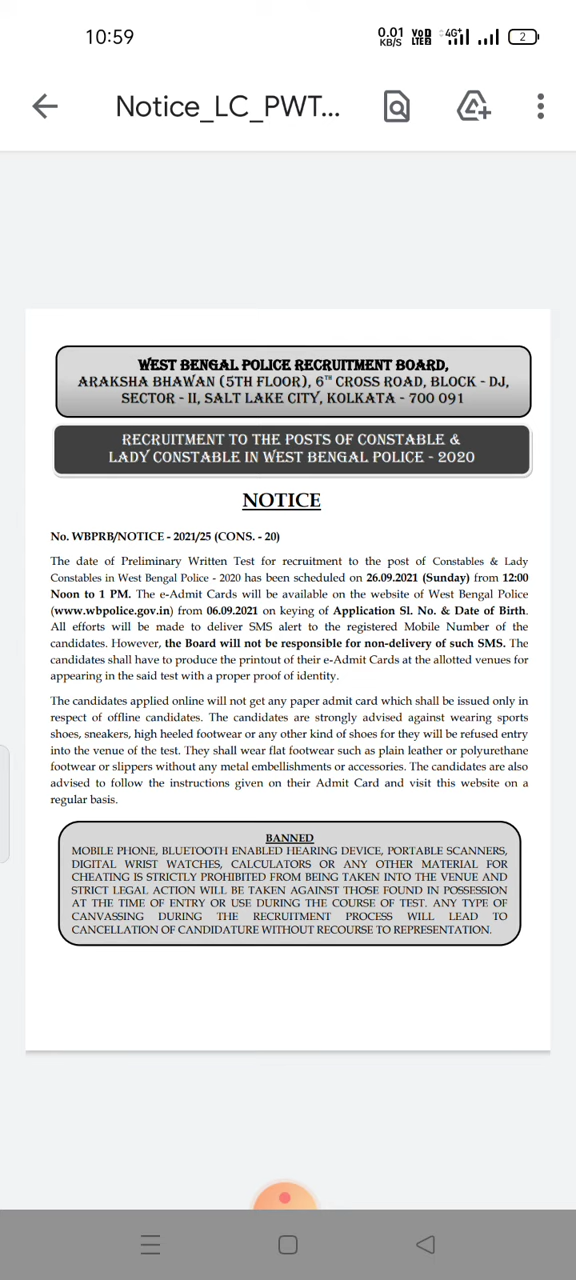 10:59
0.01 KB/S VoD LTE 2 4G+ 2
Notice_LC_PWT...
WEST BENGAL POLICE RECRUITMENT BOARD,
ARAKSHA BHAWAN (5TH FLOOR), 6TH CROSS ROAD, BLOCK - DJ,
SECTOR - II, SALT LAKE CITY, KOLKATA - 700 091
RECRUITMENT TO THE POSTS OF CONSTABLE &
LADY CONSTABLE IN WEST BENGAL POLICE - 2020
NOTICE
No. WBPRB/NOTICE - 2021/25 (CONS. - 20)
The date of Preliminary Written Test for recruitment to the post of Constables & Lady
Constables in West Bengal Police - 2020 has been scheduled on 26.09.2021 (Sunday) from 12:00
Noon to 1 PM. The e-Admit Cards will be available on the website of West Bengal Police
(www.wbpolice.gov.in) from 06.09.2021 on keying of Application Sl. No. & Date of Birth.
All efforts will be made to deliver SMS alert to the registered Mobile Number of the
candidates. However, the Board will not be responsible for non-delivery of such SMS. The
candidates shall have to produce the printout of their e-Admit Cards at the allotted venues for
appearing in the said test with a proper proof of identity.
The candidates applied online will not get any paper admit card which shall be issued only in
respect of offline candidates. The candidates are strongly advised against wearing sports
shoes, sneakers, high heeled footwear or any other kind of shoes for they will be refused entry
into the venue of the test. They shall wear flat footwear such as plain leather or polyurethane
footwear or slippers without any metal embellishments or accessories. The candidates are also
advised to follow the instructions given on their Admit Card and visit this website on a
regular basis.
BANNED
MOBILE PHONE, BLUETOOTH ENABLED HEARING DEVICE, PORTABLE SCANNERS,
DIGITAL WRIST WATCHES, CALCULATORS OR ANY OTHER MATERIAL FOR
CHEATING IS STRICTLY PROHIBITED FROM BEING TAKEN INTO THE VENUE AND
STRICT LEGAL ACTION WILL BE TAKEN AGAINST THOSE FOUND IN POSSESSION
AT THE TIME OF ENTRY OR USE DURING THE COURSE OF TEST. ANY TYPE OF
CANVASSING DURING THE RECRUITMENT PROCESS WILL LEAD TO
CANCELLATION OF CANDIDATURE WITHOUT RECOURSE TO REPRESENTATION.